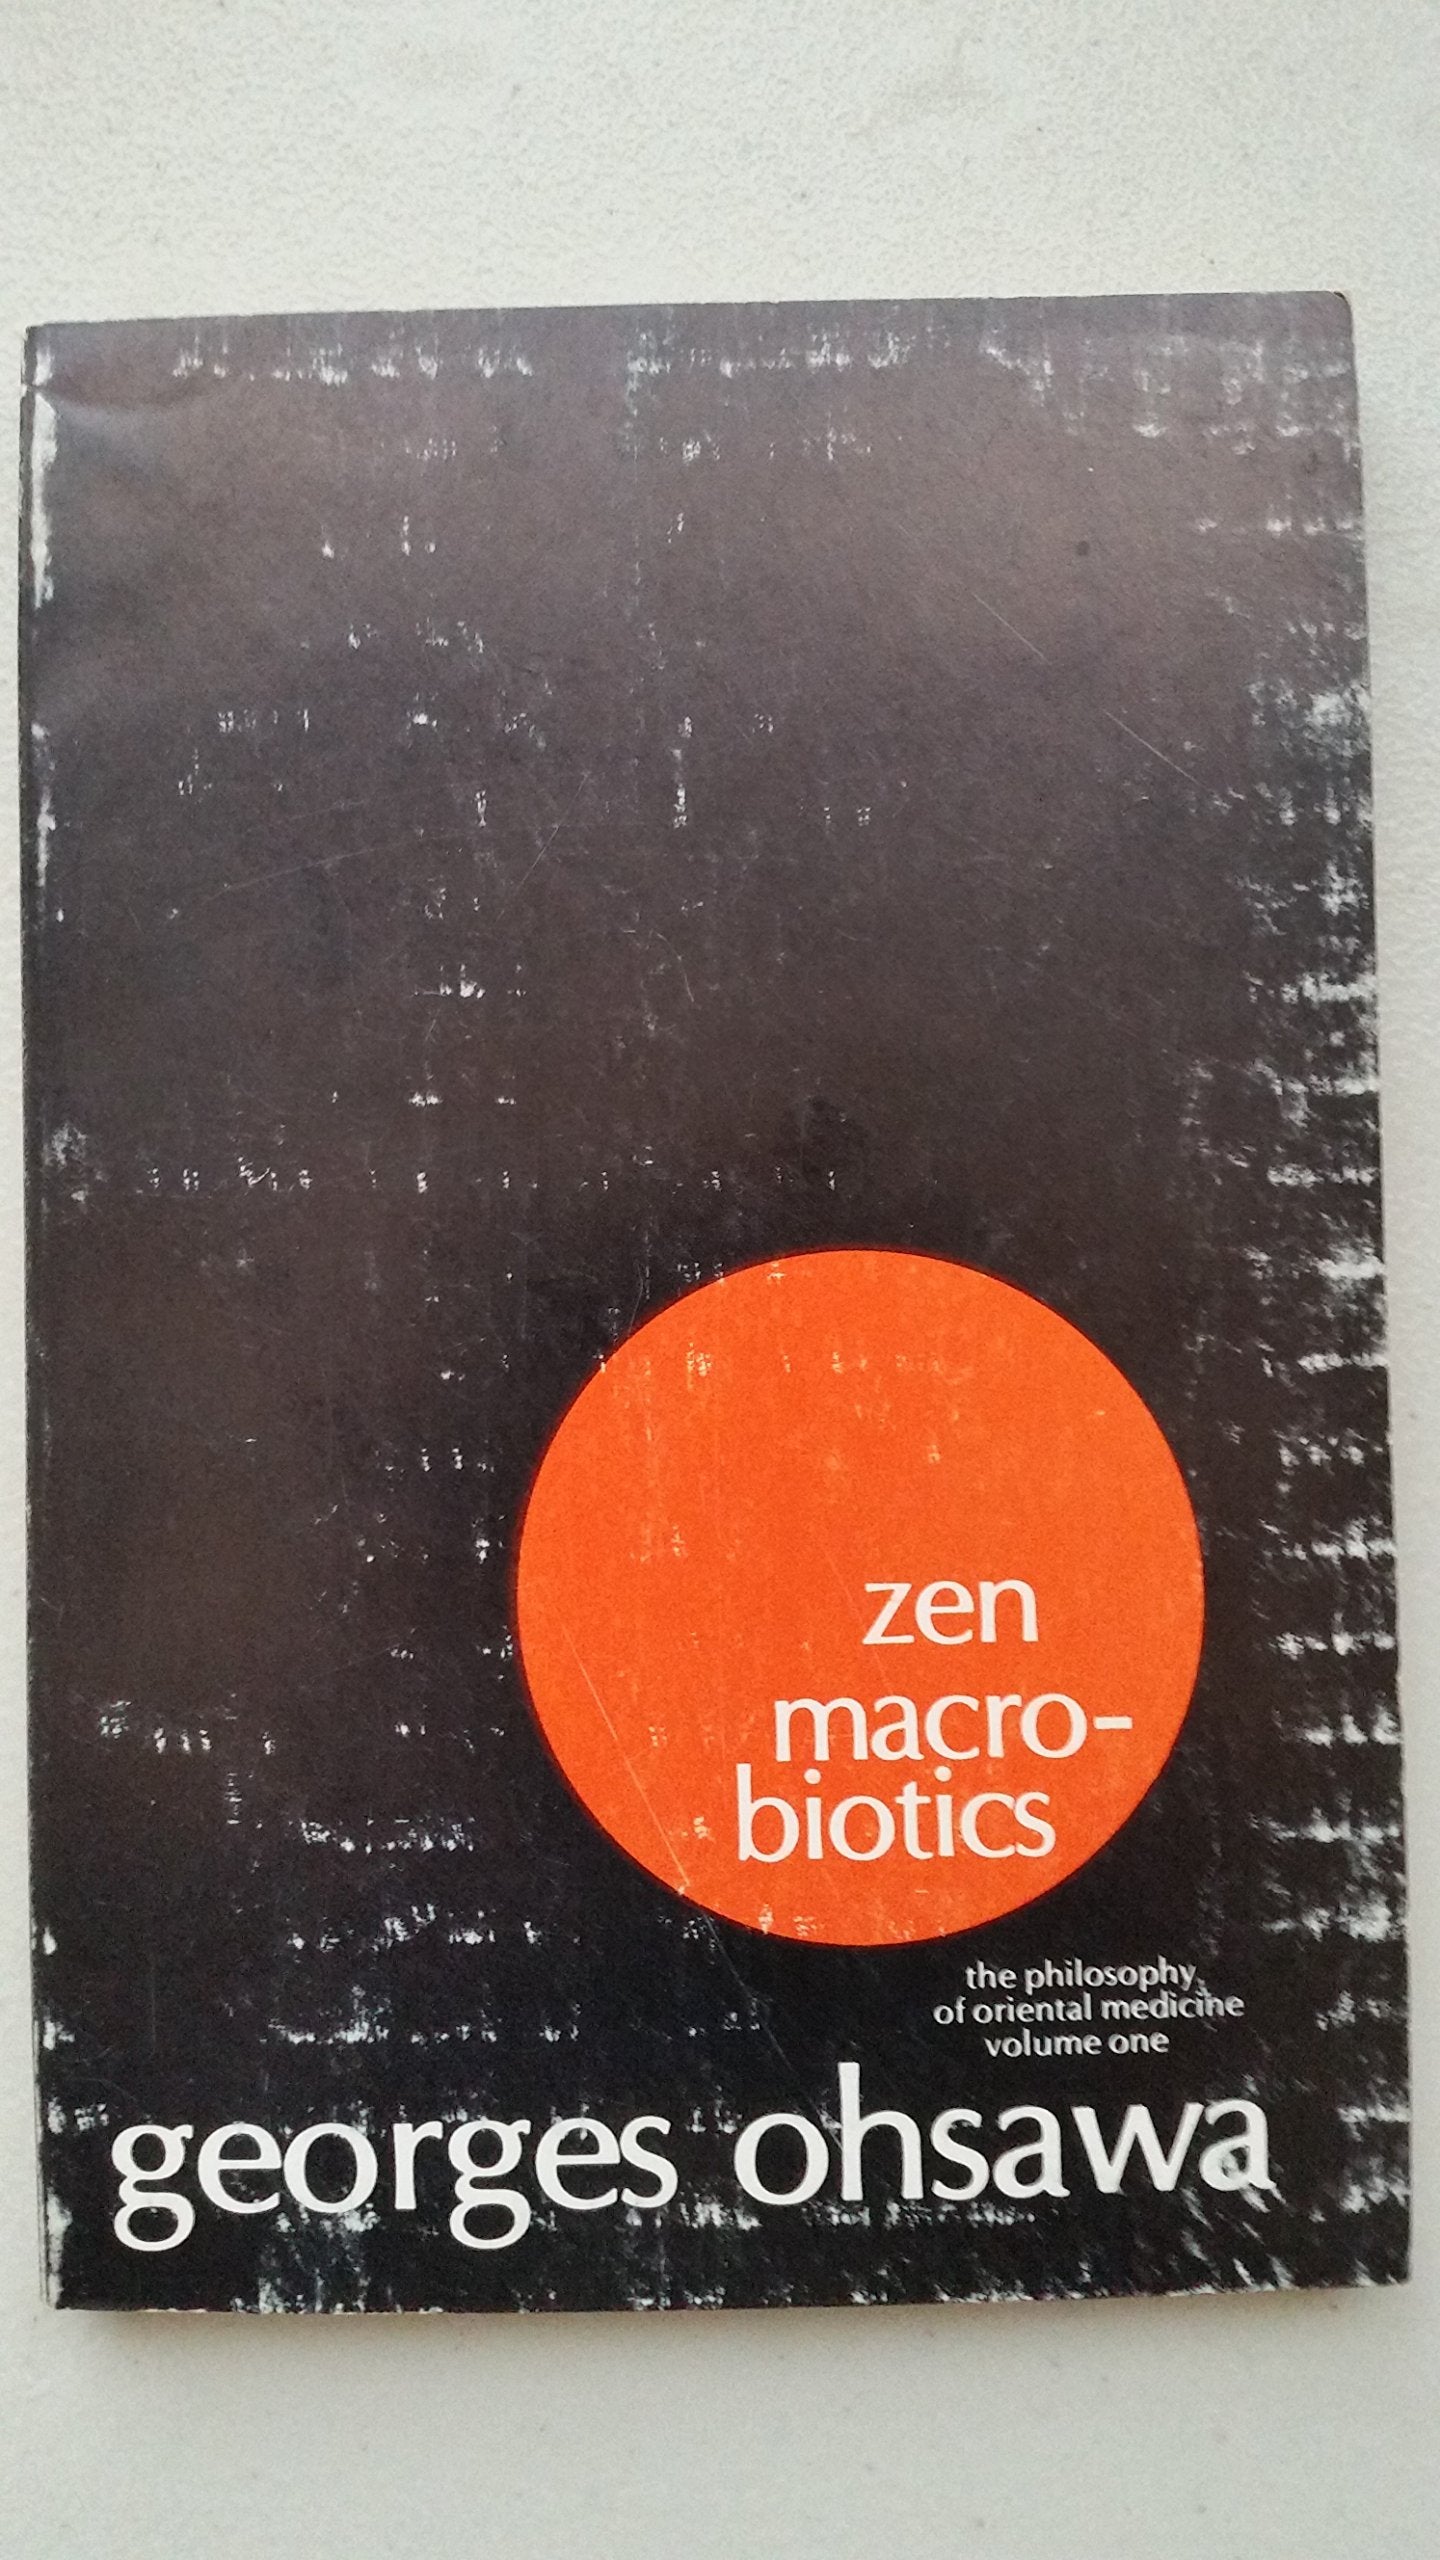 zen
macro-
biotics
the philosophy
of oriental medicine
volume one
georges ohsawa